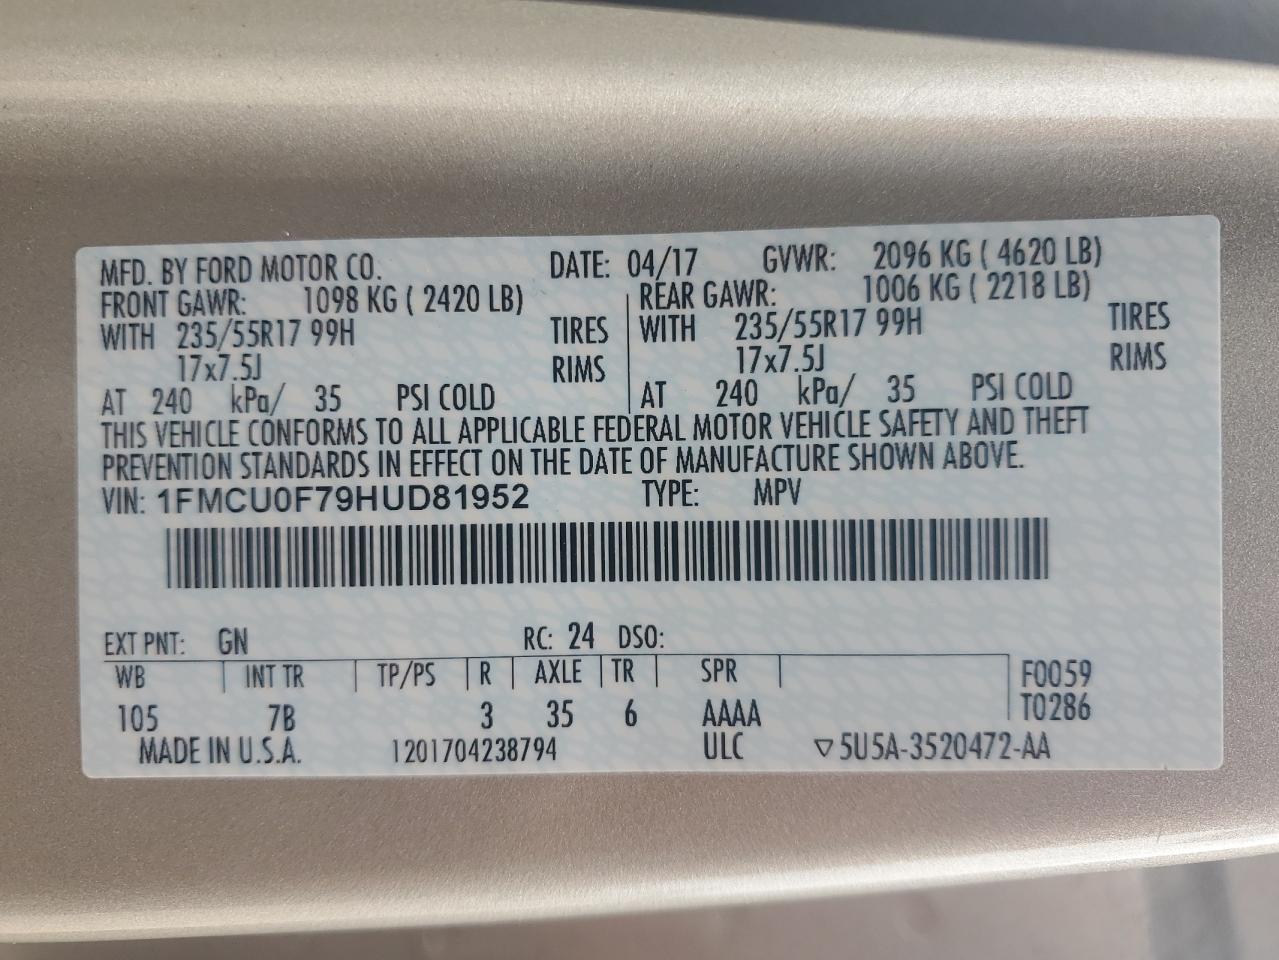 MFD. BY FORD MOTOR CO. DATE: 04/17 GVWR: 2096 KG ( 4620 LB)
FRONT GAWR: 1098 KG ( 2420 LB) REAR GAWR: 1006 KG ( 2218 LB)
WITH 235/55R17 99H TIRES WITH 235/55R17 99H TIRES
17x7.5J RIMS 17x7.5J RIMS
AT 240 kPa/ 35 PSI COLD AT 240 kPa/ 35 PSI COLD
THIS VEHICLE CONFORMS TO ALL APPLICABLE FEDERAL MOTOR VEHICLE SAFETY AND THEFT
PREVENTION STANDARDS IN EFFECT ON THE DATE OF MANUFACTURE SHOWN ABOVE.
VIN: 1FMCU0F79HUD81952 TYPE: MPV
EXT PNT: GN RC: 24 DSO:
WB INT TR TP/PS R AXLE TR SPR F0059
105 7B 3 35 6 AAAA T0286
MADE IN U.S.A. 1201704238794 ULC ▽5U5A-3520472-AA